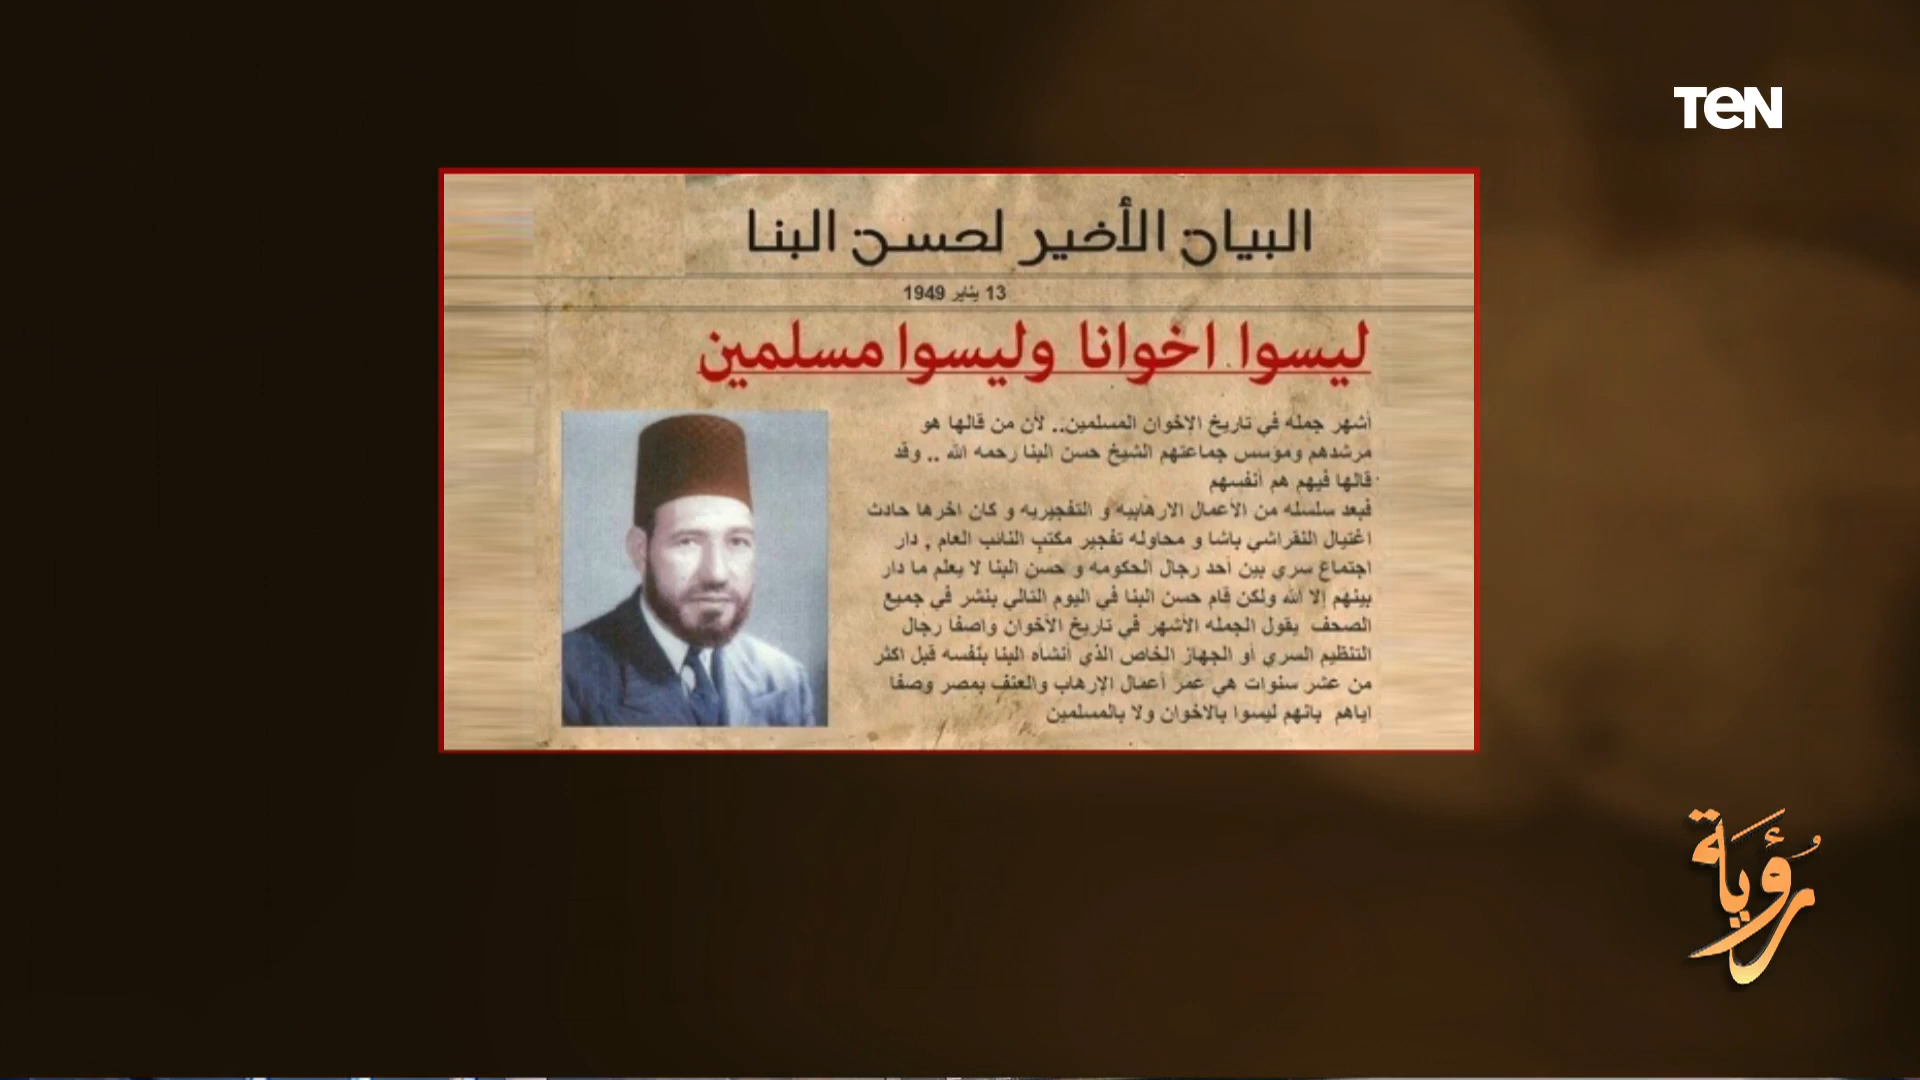 TEN
البيان الأخير لحسن البنا
13 يناير 1949
ليسوا اخوانا وليسوا مسلمين
أشهر جمله في تاريخ الاخوان المسلمين.. لأن من قالها هو
مرشدهم ومؤسس جماعتهم الشيخ حسن البنا رحمه الله .. وقد
قالها فيهم هم أنفسهم
فبعد سلسله من الأعمال الارهابيه و التفجيريه و كان اخرها حادث
اغتيال النقراشي باشا و محاوله تفجير مكتب النائب العام , دار
اجتماع سري بين أحد رجال الحكومه و حسن البنا لا يعلم ما دار
بينهم إلا الله ولكن قام حسن البنا في اليوم التالي بنشر في جميع
الصحف يقول الجمله الأشهر في تاريخ الأخوان واصفا رجال
التنظيم السري أو الجهاز الخاص الذي أنشأه البنا بنفسه قبل اكثر
من عشر سنوات هي عمر أعمال الإرهاب والعنف بمصر وصفا
اياهم بانهم ليسوا بالاخوان ولا بالمسلمين
رُؤيَة